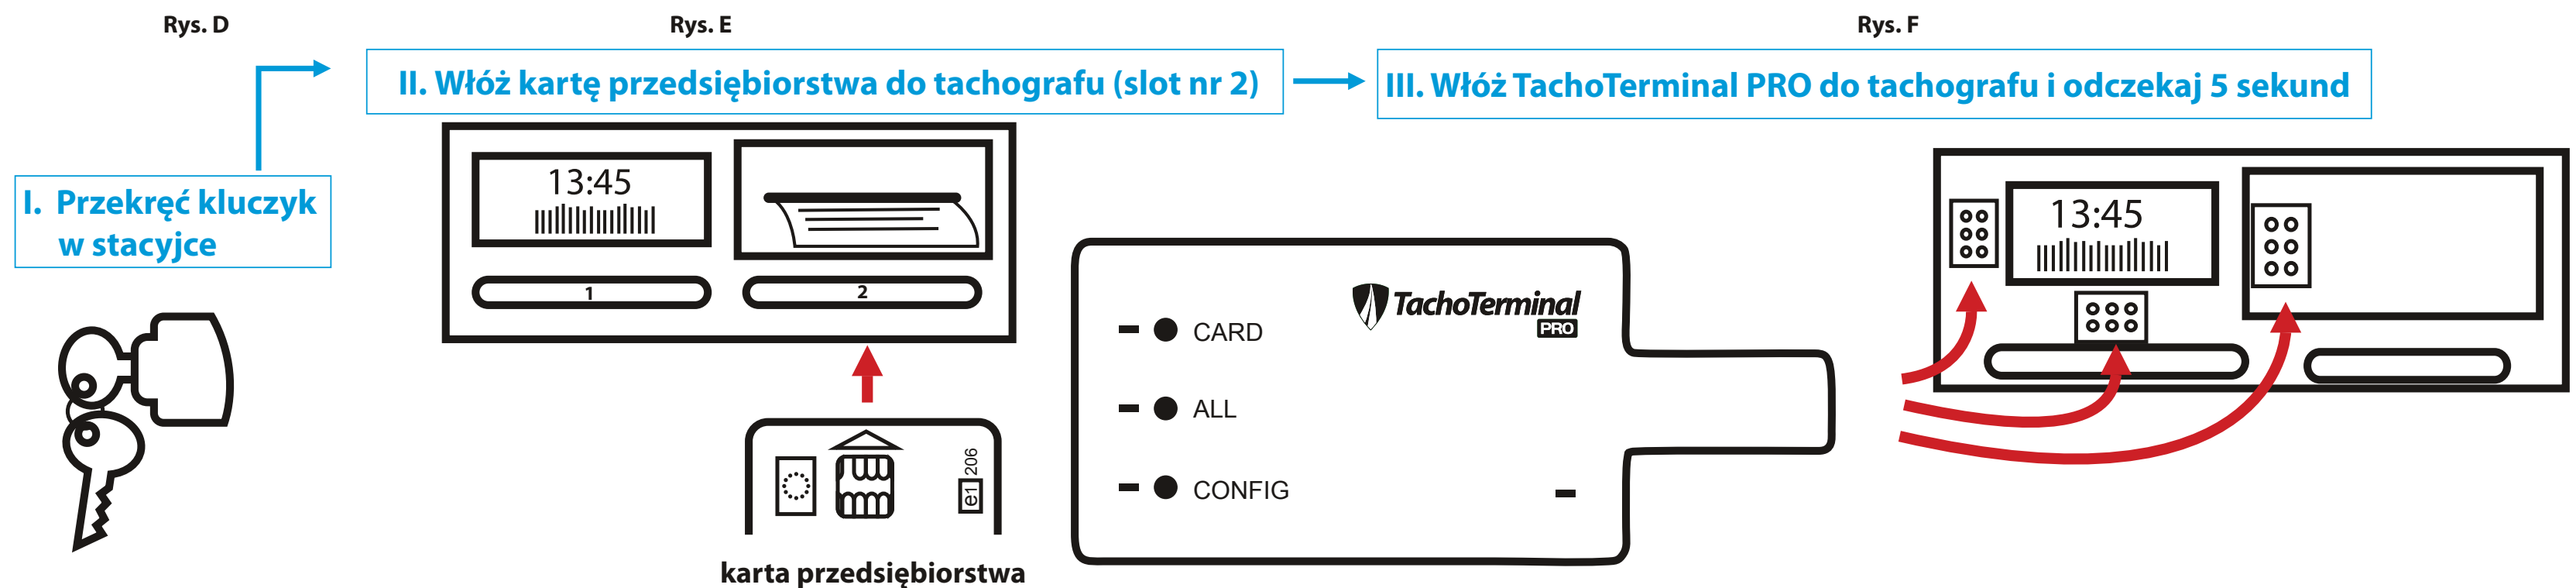 Rys. D
Rys. E
Rys. F
I. Przekręć kluczyk
w stacyjce
II. Włóż kartę przedsiębiorstwa do tachografu (slot nr 2)
III. Włóż TachoTerminal PRO do tachografu i odczekaj 5 sekund
13:45
1
2
e1 206
karta przedsiębiorstwa
TachoTerminal
PRO
CARD
ALL
CONFIG
13:45